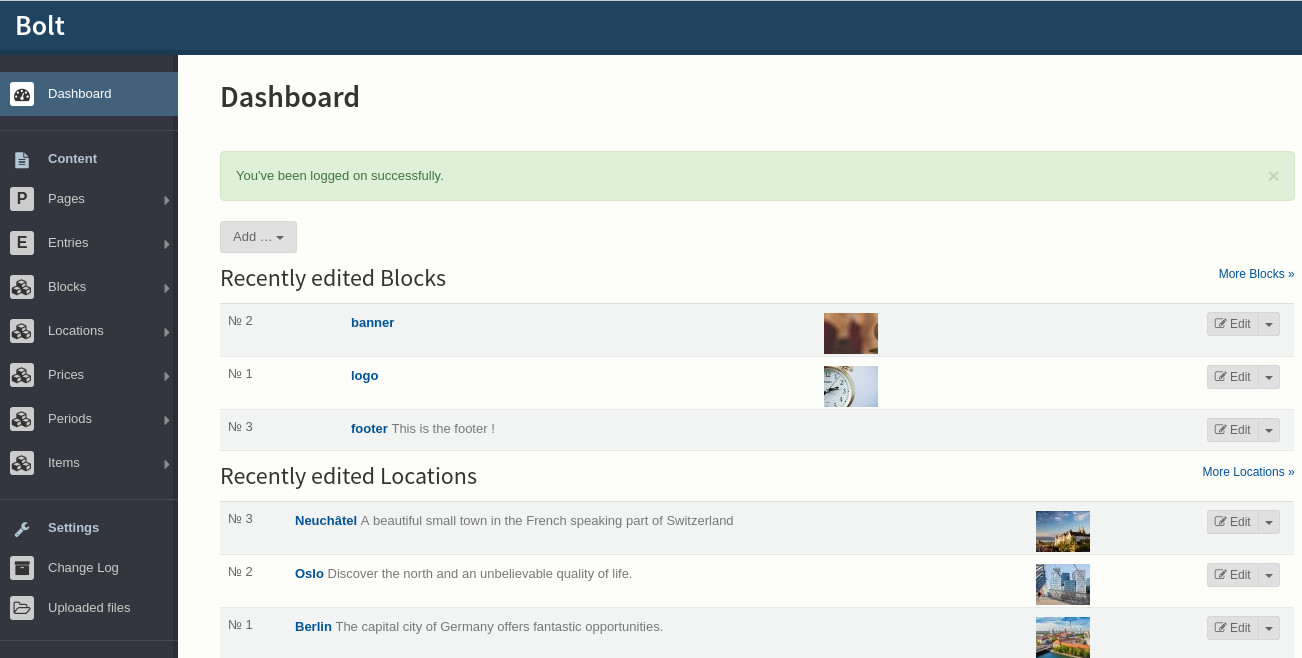 Bolt
Dashboard
Content
P Pages
E Entries
Blocks
Locations
Prices
Periods
Items
Settings
Change Log
Uploaded files
Dashboard
You've been logged on successfully. ×
Add ...
Recently edited Blocks More Blocks »
№ 2 banner Edit
№ 1 logo Edit
№ 3 footer This is the footer ! Edit
Recently edited Locations More Locations »
№ 3 Neuchâtel A beautiful small town in the French speaking part of Switzerland Edit
№ 2 Oslo Discover the north and an unbelievable quality of life. Edit
№ 1 Berlin The capital city of Germany offers fantastic opportunities. Edit